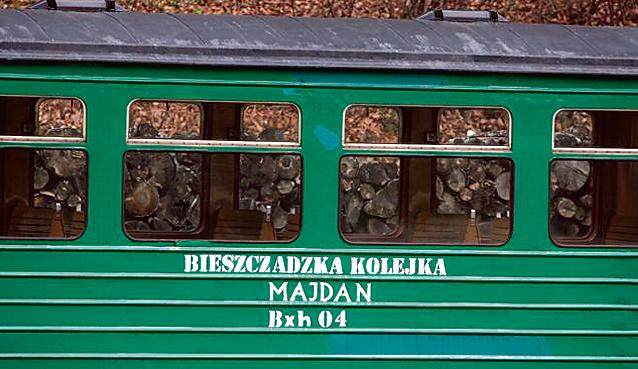 BIESZCZADZKA KOLEJKA
MAJDAN
Bxh 04